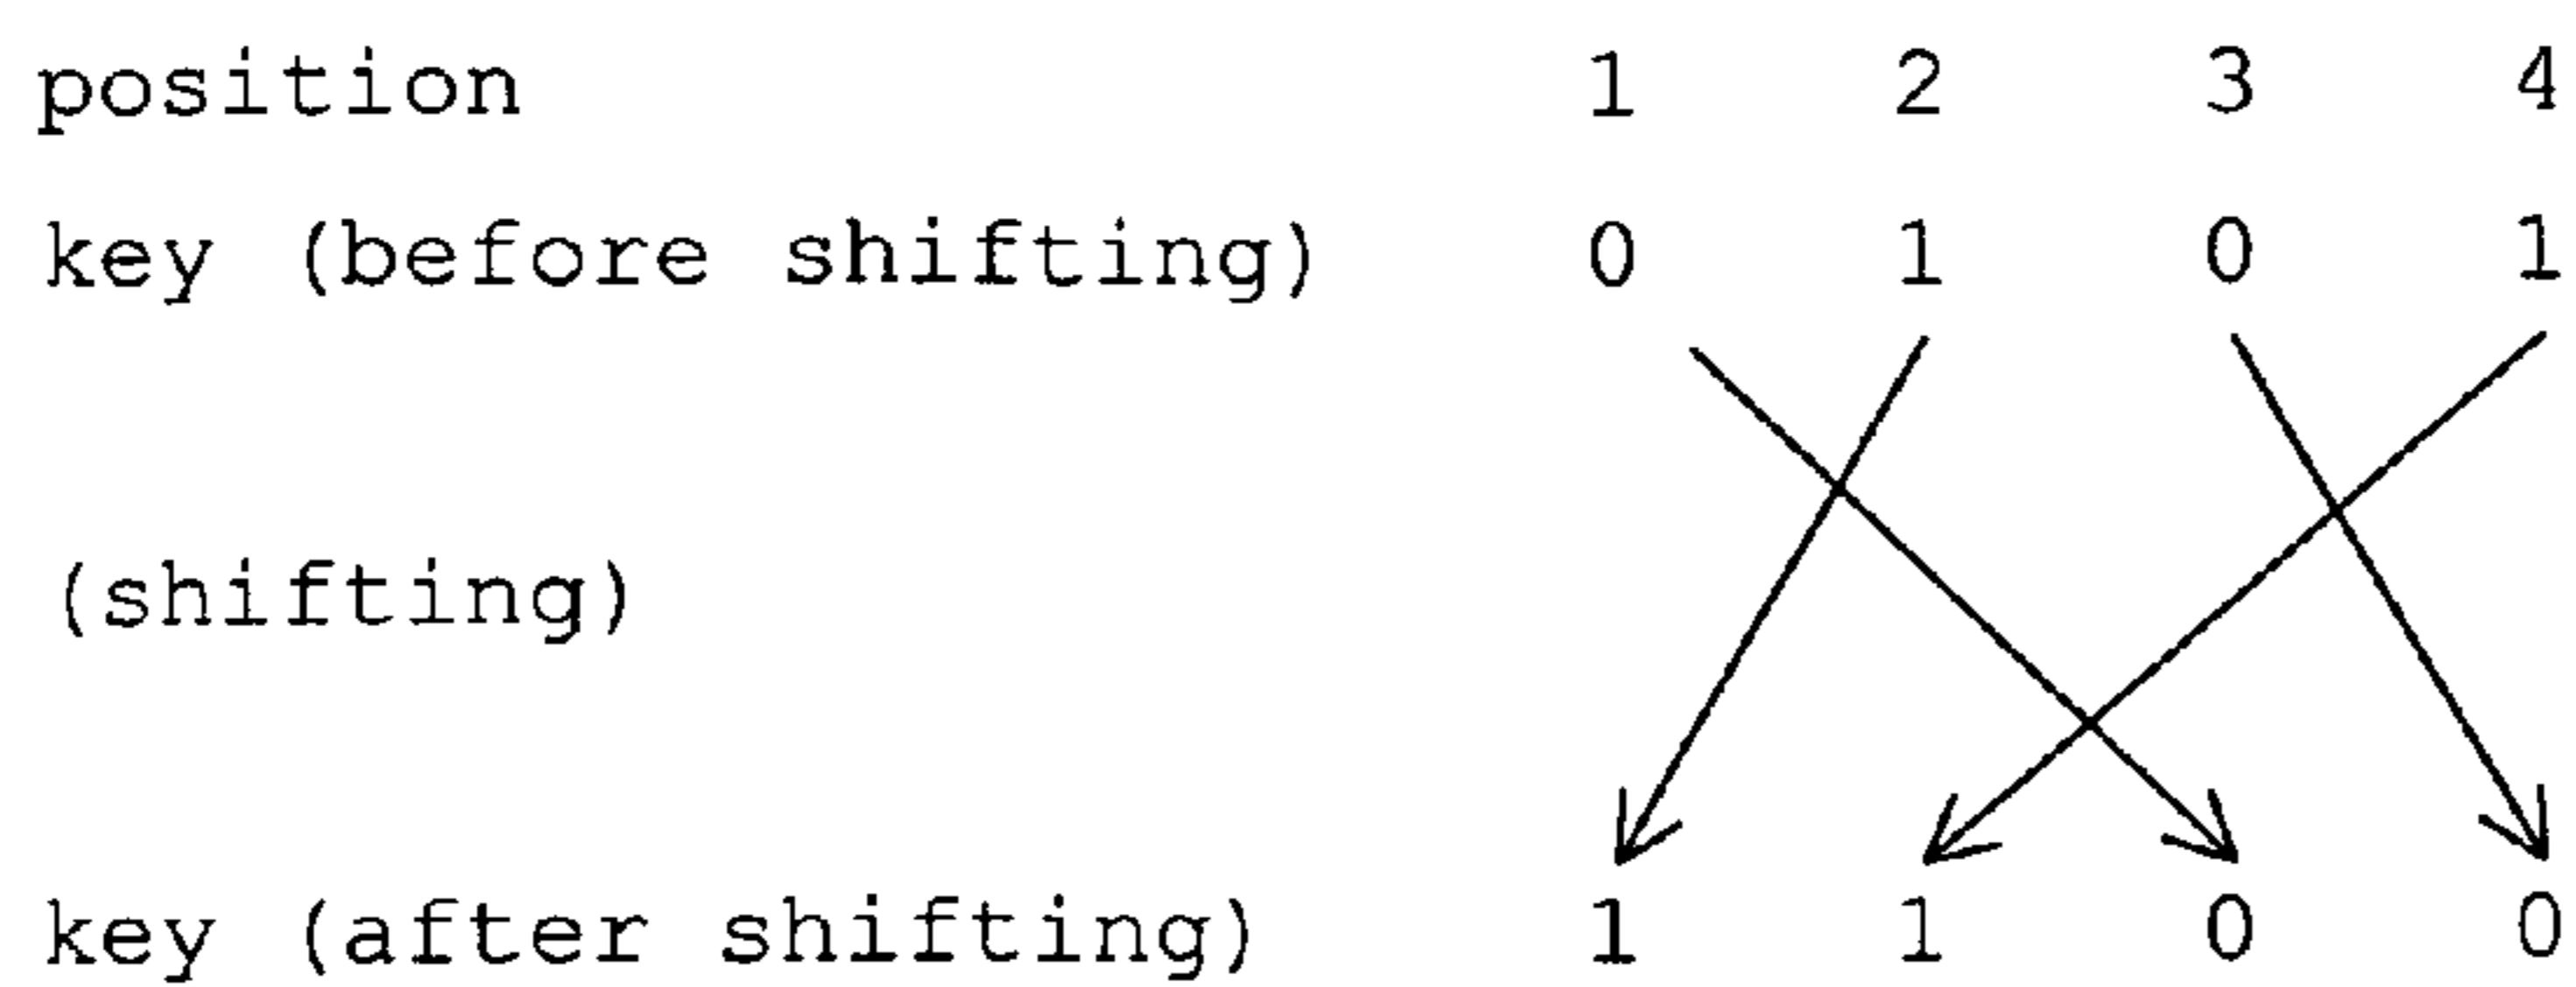 position 1 2 3 4
key (before shifting) 0 1 0 1
(shifting)
key (after shifting) 1 1 0 0